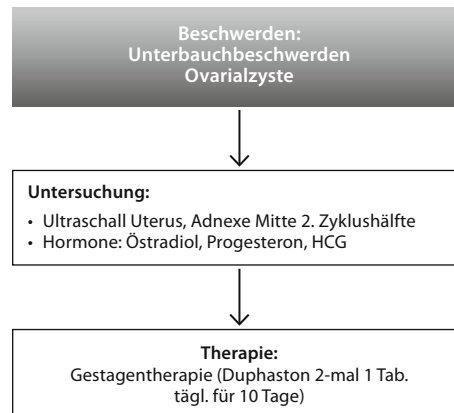 Beschwerden:
Unterbauchbeschwerden
Ovarialzyste
Untersuchung:
• Ultraschall Uterus, Adnexe Mitte 2. Zyklushälfte
• Hormone: Östradiol, Progesteron, HCG
Therapie:
Gestagentherapie (Duphaston 2-mal 1 Tab.
tägl. für 10 Tage)